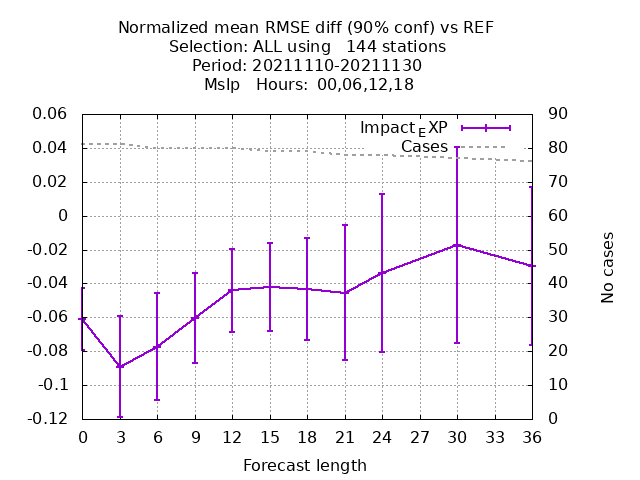 Normalized mean RMSE diff (90% conf) vs REF
Selection: ALL using   144 stations
Period: 20211110-20211130
Mslp   Hours:  00,06,12,18
0.06
0.04
0.02
0
-0.02
-0.04
-0.06
-0.08
-0.1
-0.12
Impact_EXP
Cases
90
80
70
60
50
40
30
20
10
0
No cases
0 3 6 9 12 15 18 21 24 27 30 33 36
Forecast length